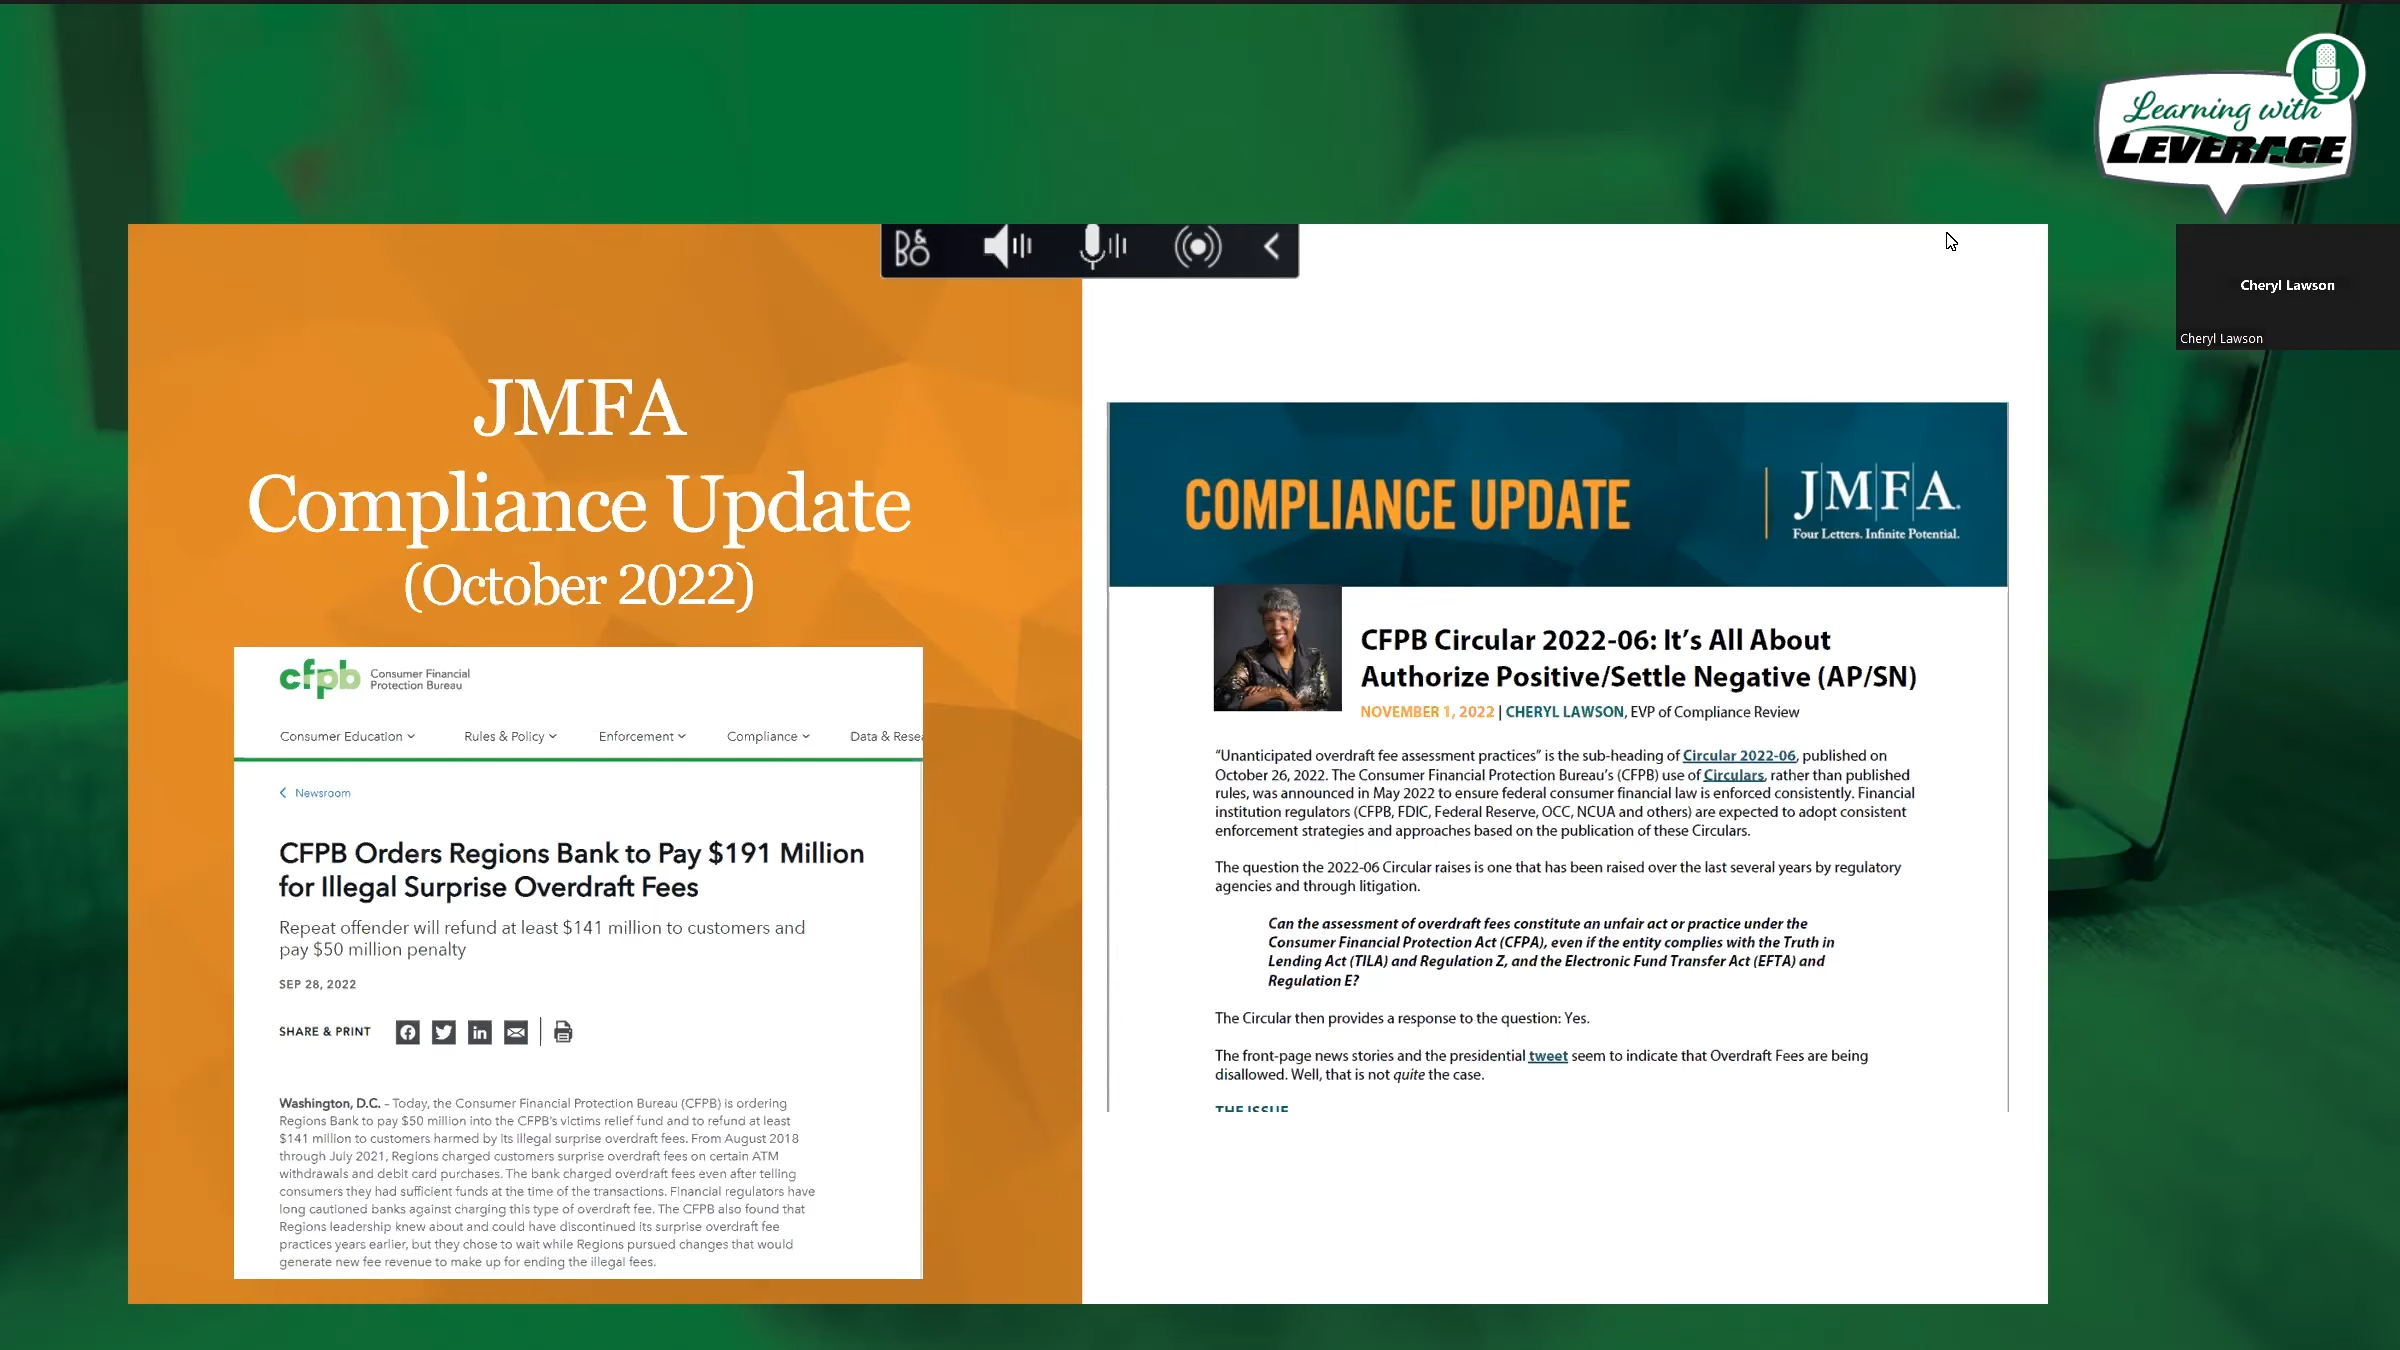 Learning with
LEVERAGE
B&O
Cheryl Lawson
Cheryl Lawson
JMFA
Compliance Update
(October 2022)
cfpb Consumer Financial
Protection Bureau
Consumer Education Rules & Policy Enforcement Compliance Data & Resea
Newsroom
CFPB Orders Regions Bank to Pay $191 Million
for Illegal Surprise Overdraft Fees
Repeat offender will refund at least $141 million to customers and
pay $50 million penalty
SEP 28, 2022
SHARE & PRINT
Washington, D.C. – Today, the Consumer Financial Protection Bureau (CFPB) is ordering
Regions Bank to pay $50 million into the CFPB's victims relief fund and to refund at least
$141 million to customers harmed by its illegal surprise overdraft fees. From August 2018
through July 2021, Regions charged customers surprise overdraft fees on certain ATM
withdrawals and debit card purchases. The bank charged overdraft fees even after telling
consumers they had sufficient funds at the time of the transactions. Financial regulators have
long cautioned banks against charging this type of overdraft fee. The CFPB also found that
Regions leadership knew about and could have discontinued its surprise overdraft fee
practices years earlier, but they chose to wait while Regions pursued changes that would
generate new fee revenue to make up for ending the illegal fees.
COMPLIANCE UPDATE
JMFA.
Four Letters. Infinite Potential.
CFPB Circular 2022-06: It's All About
Authorize Positive/Settle Negative (AP/SN)
NOVEMBER 1, 2022 | CHERYL LAWSON, EVP of Compliance Review
"Unanticipated overdraft fee assessment practices" is the sub-heading of Circular 2022-06, published on
October 26, 2022. The Consumer Financial Protection Bureau's (CFPB) use of Circulars, rather than published
rules, was announced in May 2022 to ensure federal consumer financial law is enforced consistently. Financial
institution regulators (CFPB, FDIC, Federal Reserve, OCC, NCUA and others) are expected to adopt consistent
enforcement strategies and approaches based on the publication of these Circulars.
The question the 2022-06 Circular raises is one that has been raised over the last several years by regulatory
agencies and through litigation.
Can the assessment of overdraft fees constitute an unfair act or practice under the
Consumer Financial Protection Act (CFPA), even if the entity complies with the Truth in
Lending Act (TILA) and Regulation Z, and the Electronic Fund Transfer Act (EFTA) and
Regulation E?
The Circular then provides a response to the question: Yes.
The front-page news stories and the presidential tweet seem to indicate that Overdraft Fees are being
disallowed. Well, that is not quite the case.
THE ISSUE